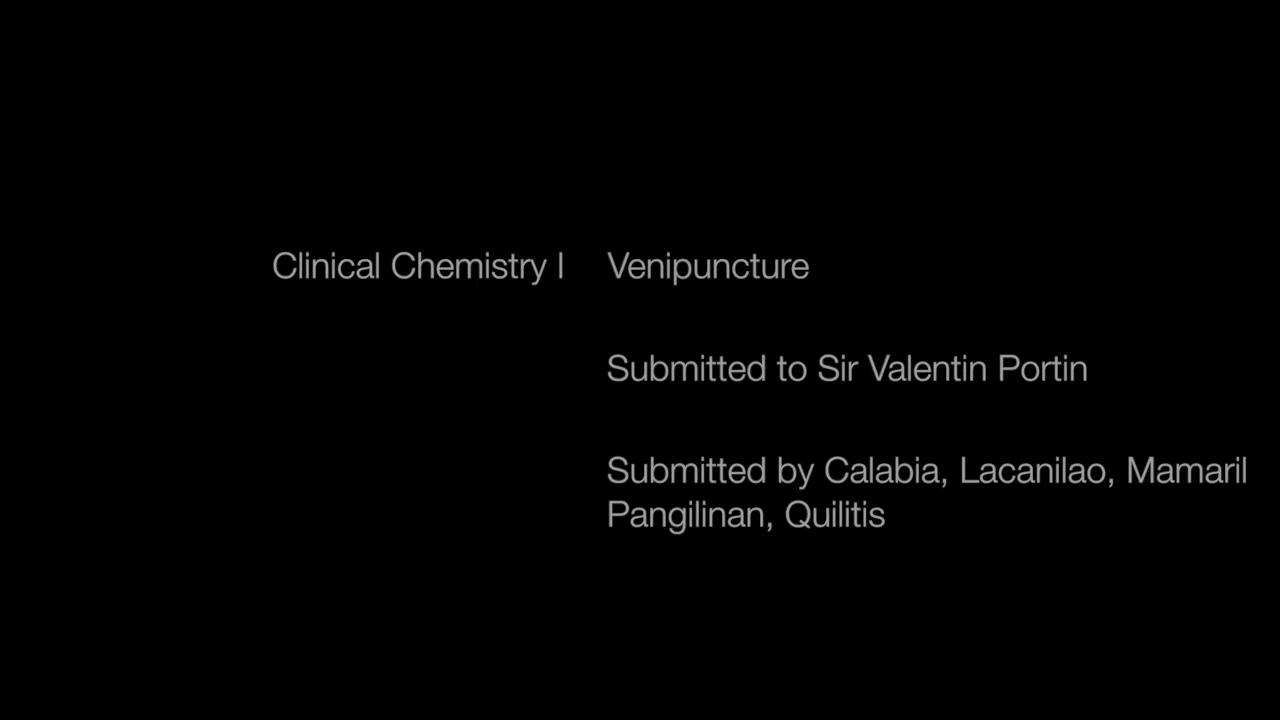 Clinical Chemistry I Venipuncture
Submitted to Sir Valentin Portin
Submitted by Calabia, Lacanilao, Mamaril
Pangilinan, Quilitis